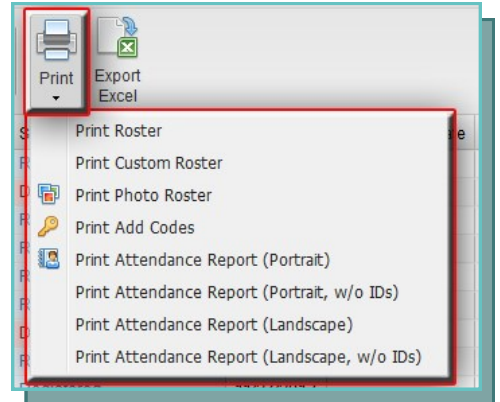 Print
Export
Excel
Print Roster
Print Custom Roster
Print Photo Roster
Print Add Codes
Print Attendance Report (Portrait)
Print Attendance Report (Portrait, w/o IDs)
Print Attendance Report (Landscape)
Print Attendance Report (Landscape, w/o IDs)